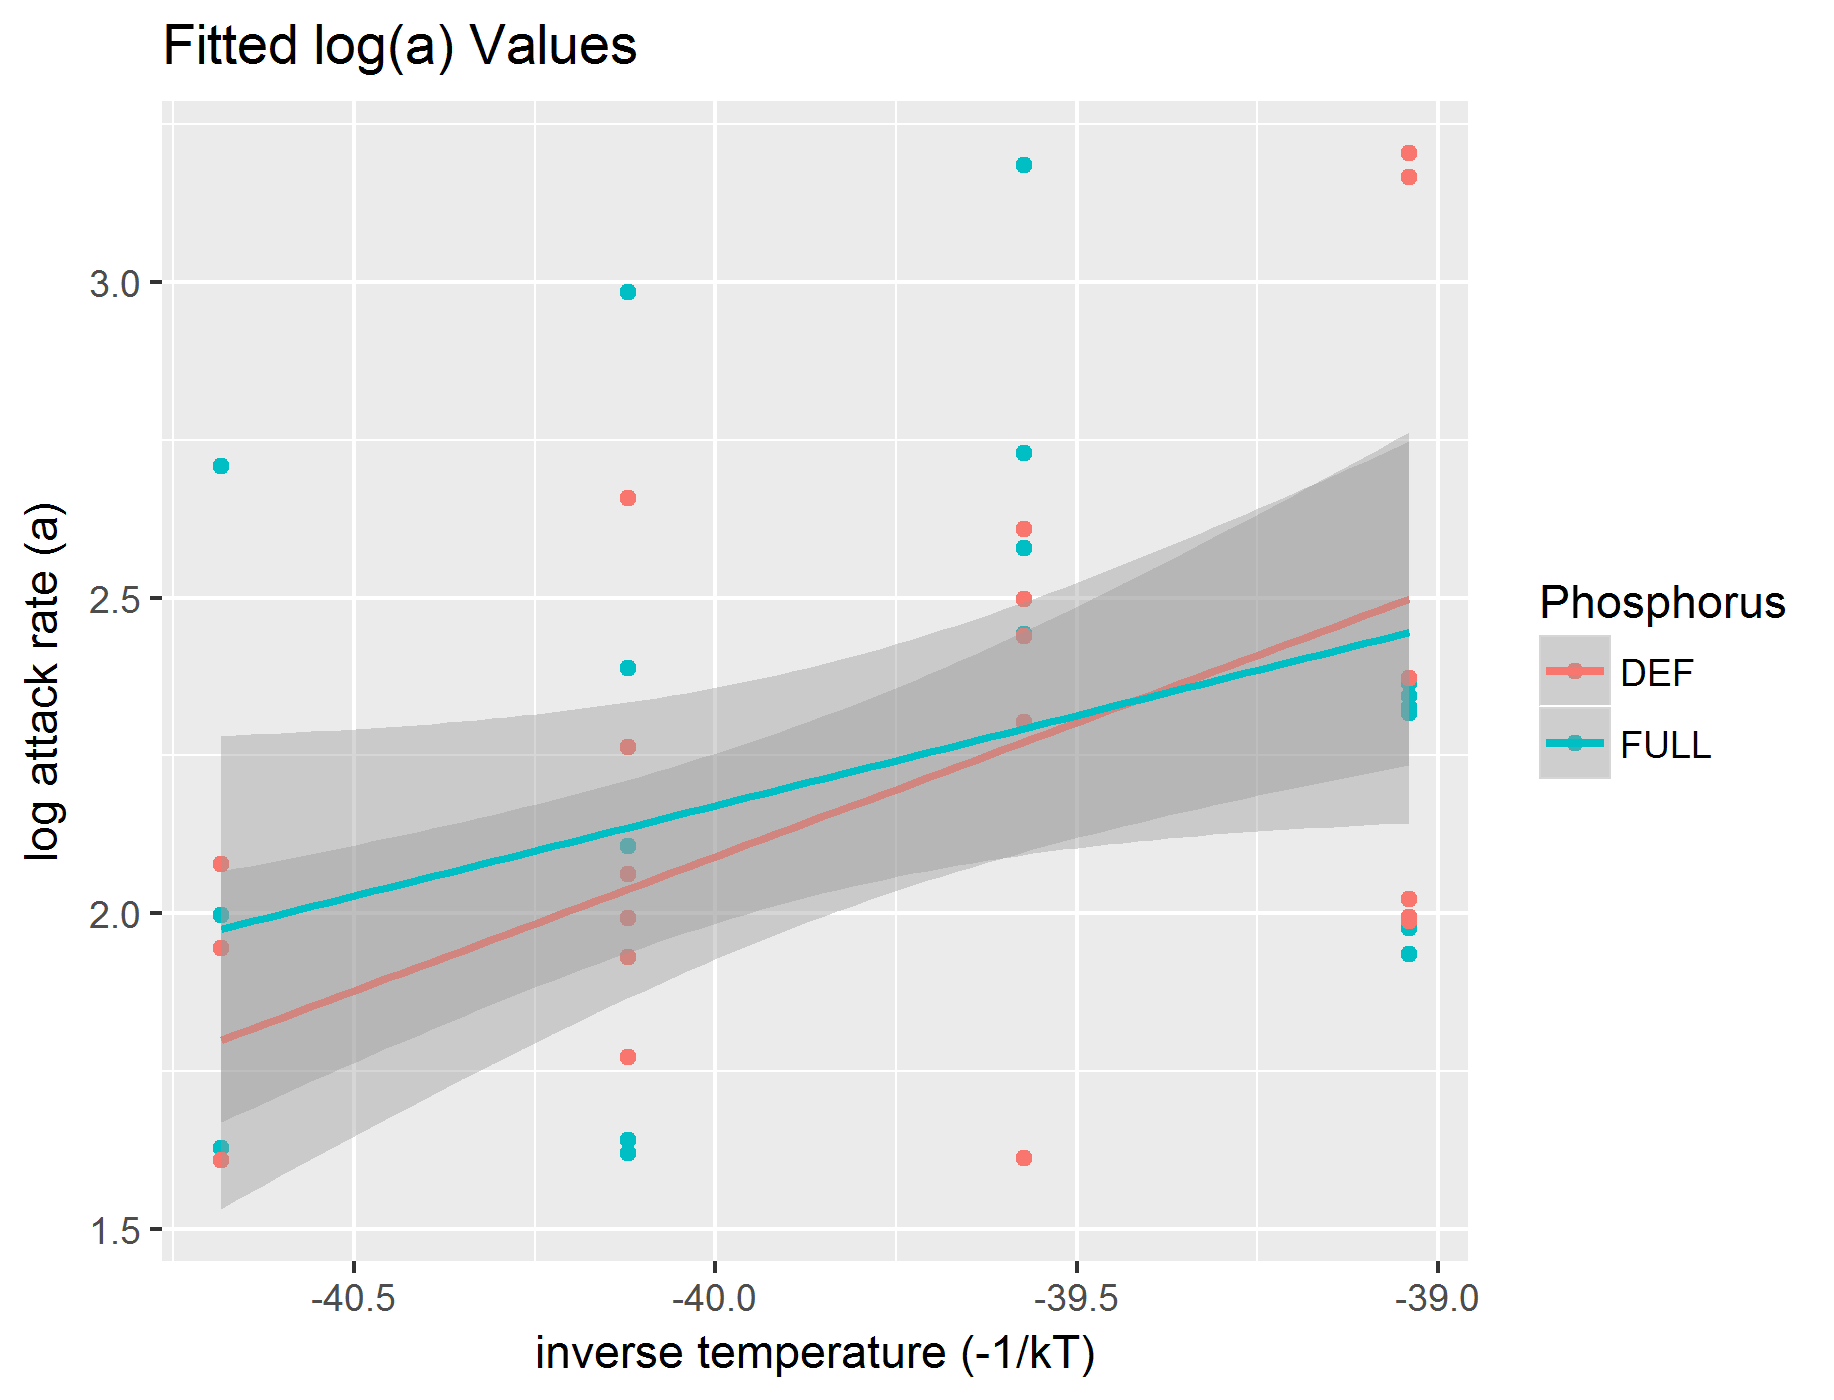 Fitted log(a) Values
log attack rate (a)
3.0
2.5
2.0
1.5
-40.5 -40.0 -39.5 -39.0
inverse temperature (-1/kT)
Phosphorus
DEF
FULL